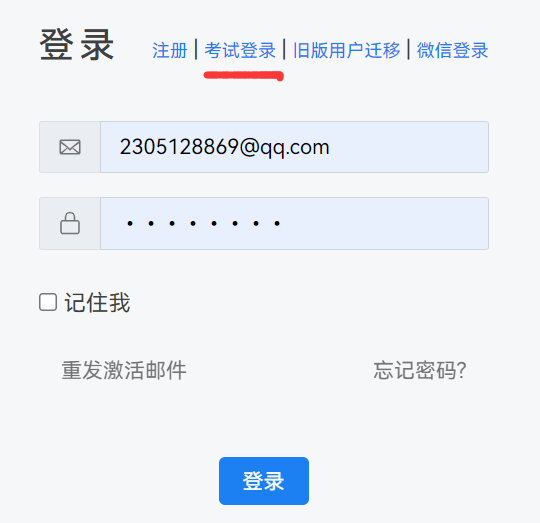 登录 注册 | 考试登录 | 旧版用户迁移 | 微信登录
2305128869@qq.com
••••••••
记住我
重发激活邮件 忘记密码?
登录